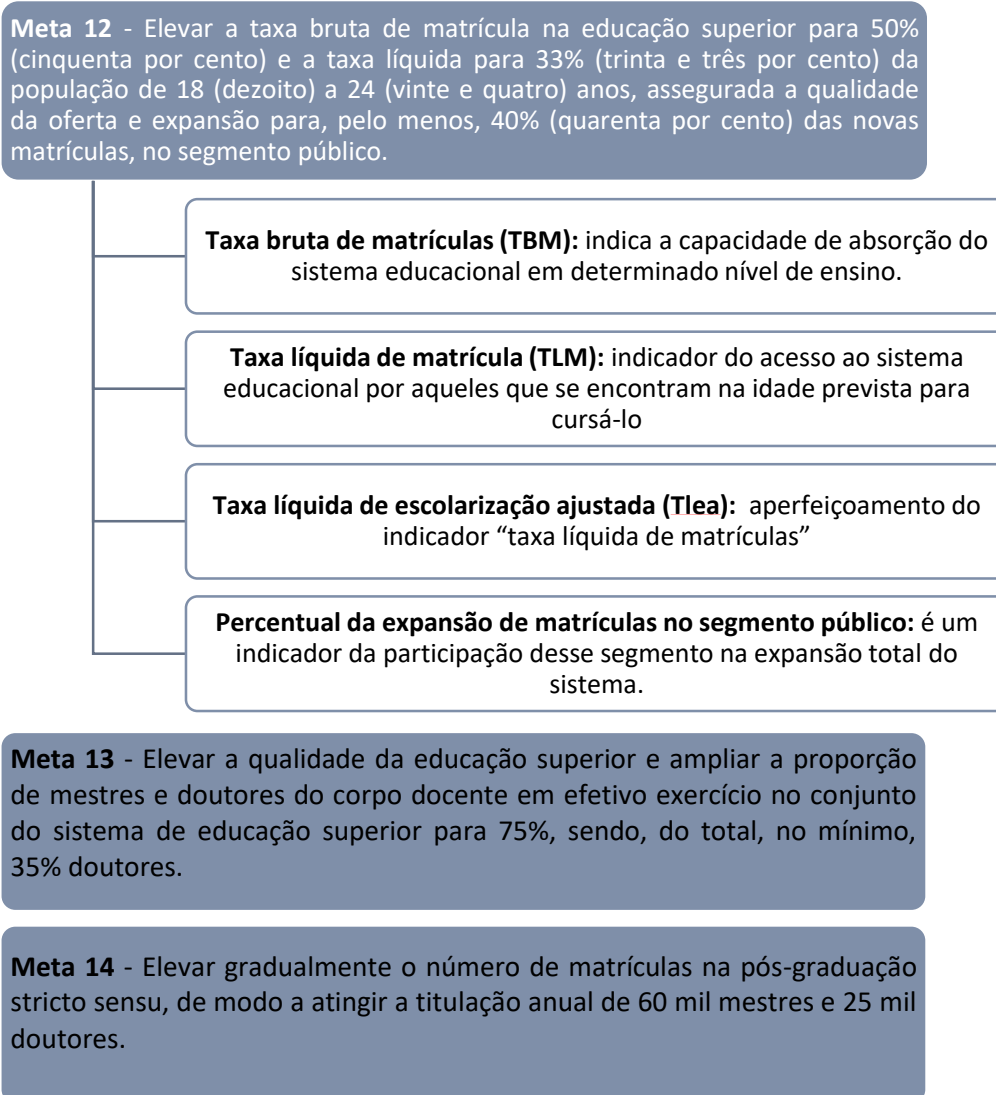 Meta 12 - Elevar a taxa bruta de matrícula na educação superior para 50%
(cinquenta por cento) e a taxa líquida para 33% (trinta e três por cento) da
população de 18 (dezoito) a 24 (vinte e quatro) anos, assegurada a qualidade
da oferta e expansão para, pelo menos, 40% (quarenta por cento) das novas
matrículas, no segmento público.
Taxa bruta de matrículas (TBM): indica a capacidade de absorção do
sistema educacional em determinado nível de ensino.
Taxa líquida de matrícula (TLM): indicador do acesso ao sistema
educacional por aqueles que se encontram na idade prevista para
cursá-lo
Taxa líquida de escolarização ajustada (Tlea): aperfeiçoamento do
indicador “taxa líquida de matrículas”
Percentual da expansão de matrículas no segmento público: é um
indicador da participação desse segmento na expansão total do
sistema.
Meta 13 - Elevar a qualidade da educação superior e ampliar a proporção
de mestres e doutores do corpo docente em efetivo exercício no conjunto
do sistema de educação superior para 75%, sendo, do total, no mínimo,
35% doutores.
Meta 14 - Elevar gradualmente o número de matrículas na pós-graduação
stricto sensu, de modo a atingir a titulação anual de 60 mil mestres e 25 mil
doutores.